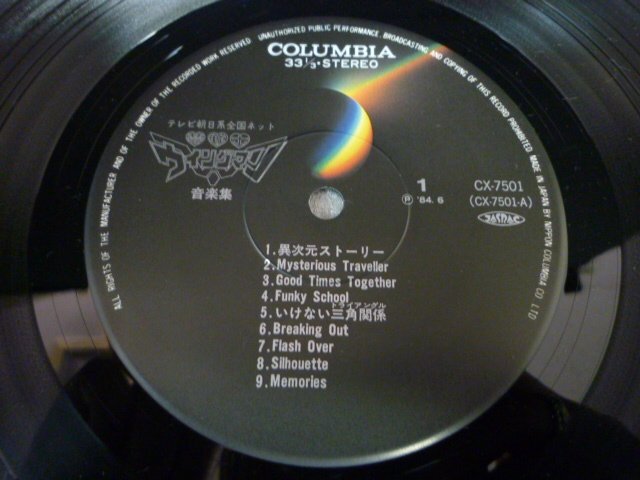 ALL RIGHTS OF THE MANUFACTURER AND OF THE OWNER OF THE RECORDED WORK RESERVED  UNAUTHORIZED PUBLIC PERFORMANCE, BROADCASTING AND COPYING OF THIS RECORD PROHIBITED MADE IN JAPAN BY NIPPON COLUMBIA CO LTD
COLUMBIA
33 1/3・STEREO
テレビ朝日系全国ネット
夢戦士
ウイングマン
音楽集
1
Ⓟ '84. 6
CX-7501
(CX-7501-A)
JASRAC
1.異次元ストーリー
2.Mysterious Traveller
3.Good Times Together
4.Funky School
トライアングル
5.いけない三角関係
6.Breaking Out
7.Flash Over
8.Silhouette
9.Memories